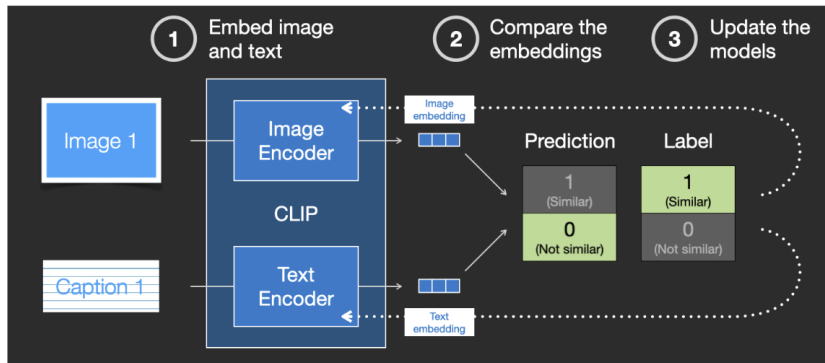 1 Embed image
and text
2 Compare the
embeddings
3 Update the
models
Image 1
Image
Encoder
Image
embedding
CLIP
Caption 1
Text
Encoder
Text
embedding
Prediction
1
(Similar)
0
(Not similar)
Label
1
(Similar)
0
(Not similar)